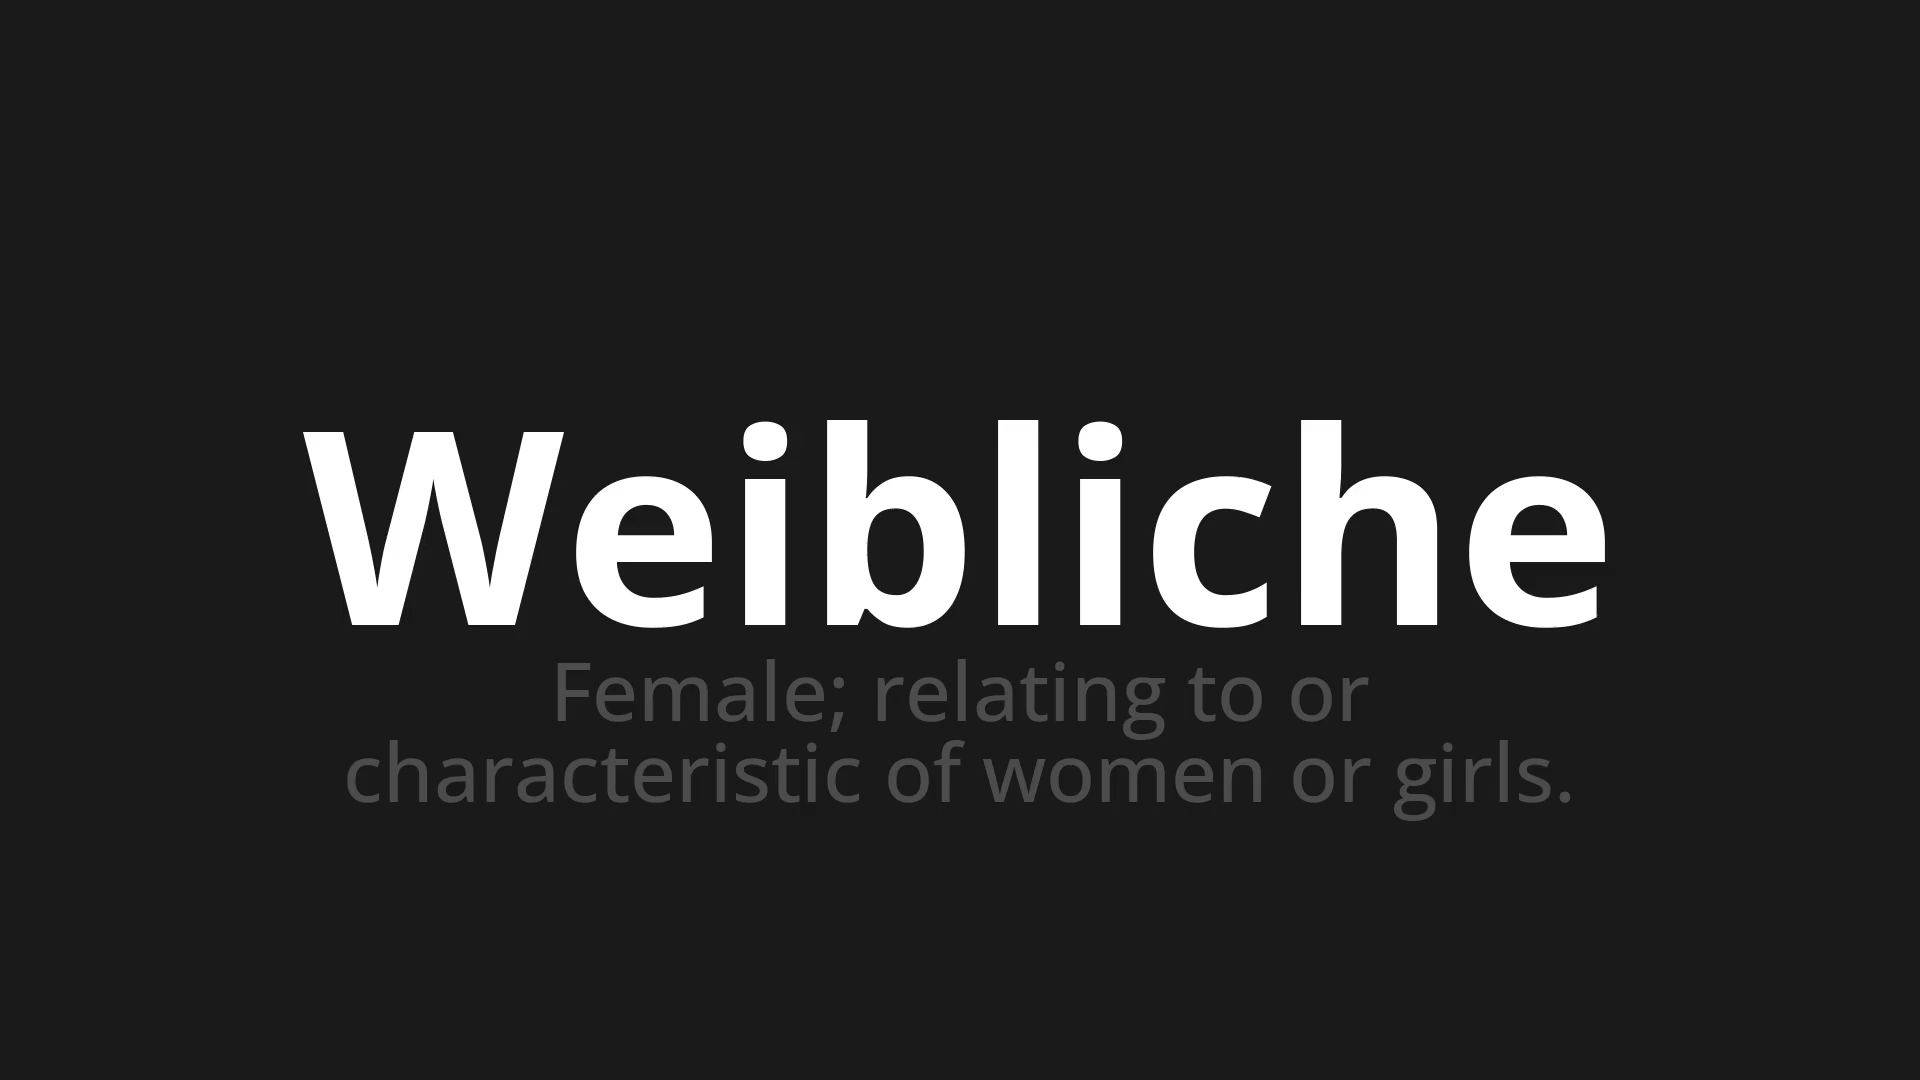 Weibliche
Female; relating to or
characteristic of women or girls.